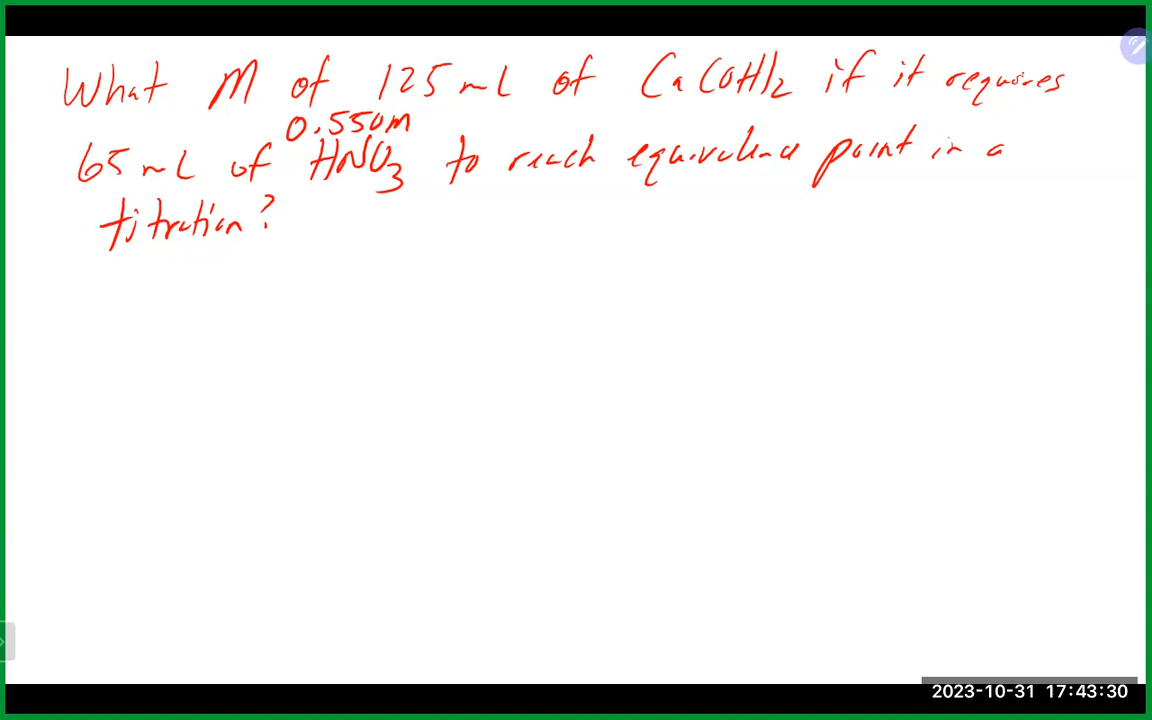 What M of 125 mL of Ca(OH)2 if it requires
0.550m
65 mL of HNO3 to reach equivalence point in a
titration?
2023-10-31 17:43:30